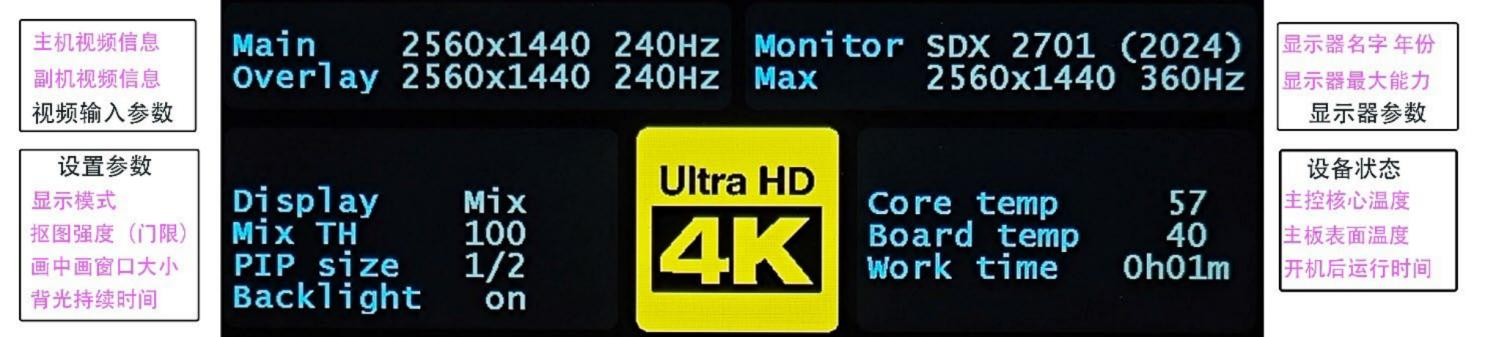 主机视频信息
副机视频信息
视频输入参数
设置参数
显示模式
抠图强度（门限）
画中画窗口大小
背光持续时间
Main 2560x1440 240Hz
Overlay 2560x1440 240Hz
Monitor SDX 2701 (2024)
Max 2560x1440 360Hz
Display Mix
Mix TH 100
PIP size 1/2
Backlight on
Ultra HD
4K
Core temp 57
Board temp 40
Work time 0h01m
显示器名字 年份
显示器最大能力
显示器参数
设备状态
主控核心温度
主板表面温度
开机后运行时间